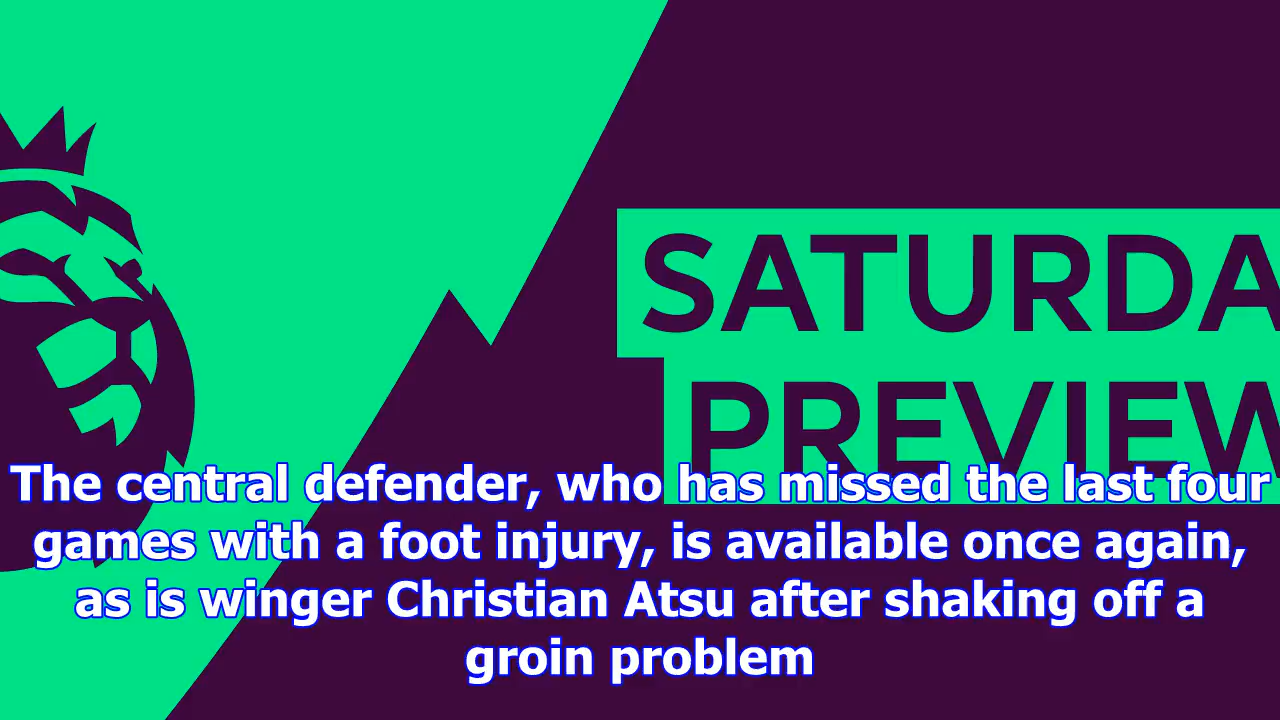 SATURDA
PREVIEW
The central defender, who has missed the last four
games with a foot injury, is available once again,
as is winger Christian Atsu after shaking off a
groin problem